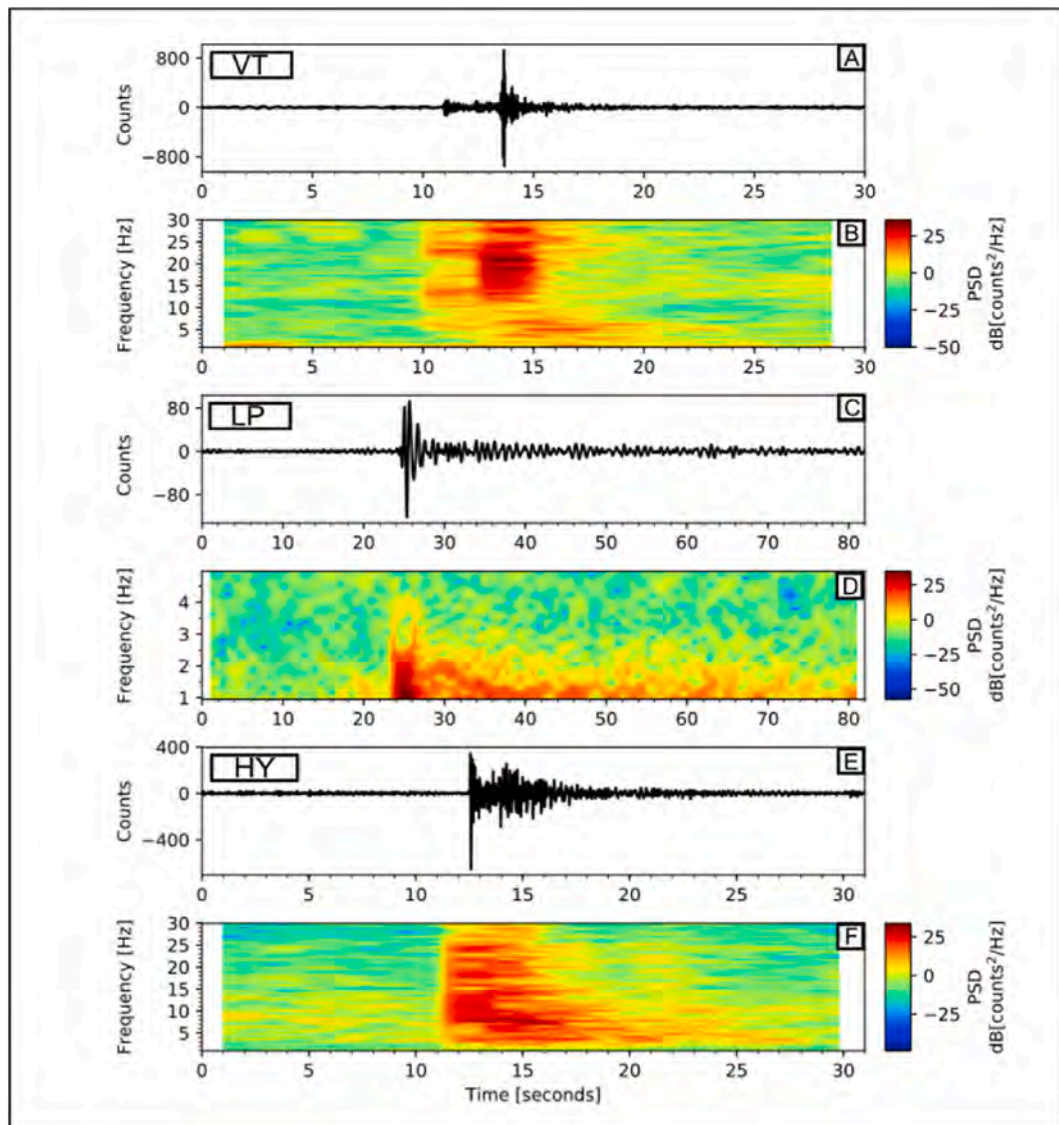 VT
A
800
0
−800
Counts
0 5 10 15 20 25 30
B
30
25
20
15
10
5
Frequency [Hz]
0 5 10 15 20 25 30
25
0
−25
−50
PSD
dB[counts²/Hz]
LP
C
80
0
−80
Counts
0 10 20 30 40 50 60 70 80
D
4
3
2
1
Frequency [Hz]
0 10 20 30 40 50 60 70 80
25
0
−25
−50
PSD
dB[counts²/Hz]
HY
E
400
0
−400
Counts
0 5 10 15 20 25 30
F
30
25
20
15
10
5
Frequency [Hz]
0 5 10 15 20 25 30
Time [seconds]
25
0
−25
PSD
dB[counts²/Hz]